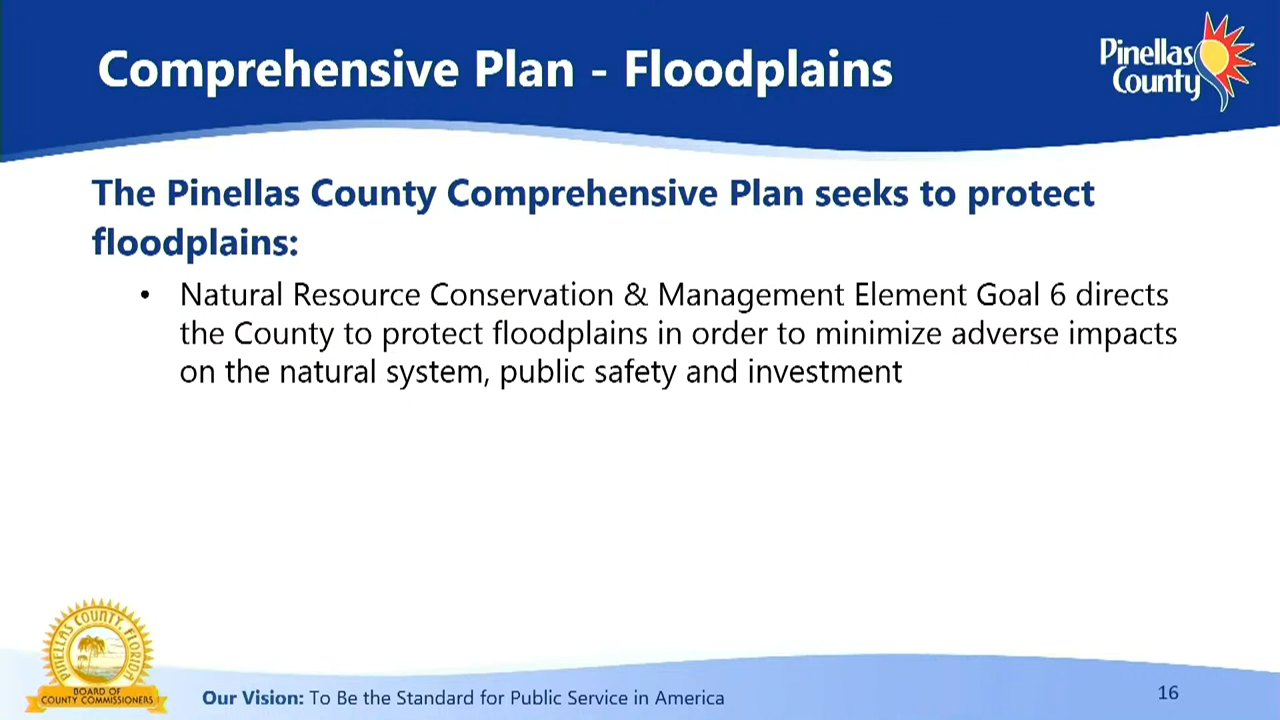 Comprehensive Plan - Floodplains
Pinellas
County
The Pinellas County Comprehensive Plan seeks to protect
floodplains:
• Natural Resource Conservation & Management Element Goal 6 directs
the County to protect floodplains in order to minimize adverse impacts
on the natural system, public safety and investment
PINELLAS COUNTY, FLORIDA
BOARD OF
COUNTY COMMISSIONERS
Our Vision: To Be the Standard for Public Service in America
16